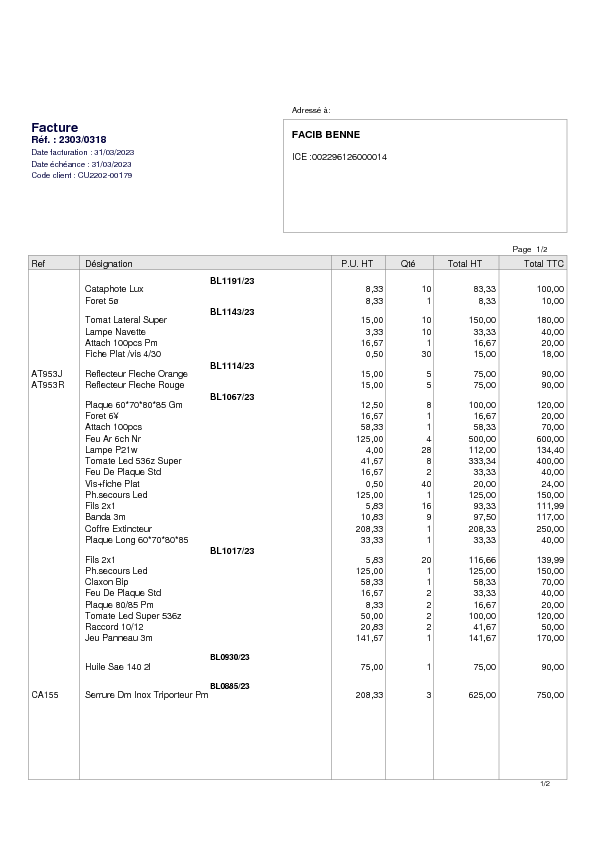 Adressé à:
Facture
Réf. : 2303/0318
Date facturation : 31/03/2023
Date échéance : 31/03/2023
Code client : CU2202-00179
FACIB BENNE
ICE :002296126000014
Page 1/2
Ref Désignation P.U. HT Qté Total HT Total TTC
BL1191/23
Cataphote Lux 8,33 10 83,33 100,00
Foret 5ø 8,33 1 8,33 10,00
BL1143/23
Tomat Lateral Super 15,00 10 150,00 180,00
Lampe Navette 3,33 10 33,33 40,00
Attach 100pcs Pm 16,67 1 16,67 20,00
Fiche Plat /vis 4/30 0,50 30 15,00 18,00
BL1114/23
AT953J Reflecteur Fleche Orange 15,00 5 75,00 90,00
AT953R Reflecteur Fleche Rouge 15,00 5 75,00 90,00
BL1067/23
Plaque 60*70*80*85 Gm 12,50 8 100,00 120,00
Foret 6¥ 16,67 1 16,67 20,00
Attach 100pcs 58,33 1 58,33 70,00
Feu Ar 6ch Nr 125,00 4 500,00 600,00
Lampe P21w 4,00 28 112,00 134,40
Tomate Led 536z Super 41,67 8 333,34 400,00
Feu De Plaque Std 16,67 2 33,33 40,00
Vis+fiche Plat 0,50 40 20,00 24,00
Ph.secours Led 125,00 1 125,00 150,00
Fils 2x1 5,83 16 93,33 111,99
Banda 3m 10,83 9 97,50 117,00
Coffre Extincteur 208,33 1 208,33 250,00
Plaque Long 60*70*80*85 33,33 1 33,33 40,00
BL1017/23
Fils 2x1 5,83 20 116,66 139,99
Ph.secours Led 125,00 1 125,00 150,00
Claxon Bip 58,33 1 58,33 70,00
Feu De Plaque Std 16,67 2 33,33 40,00
Plaque 80/85 Pm 8,33 2 16,67 20,00
Tomate Led Super 536z 50,00 2 100,00 120,00
Raccord 10/12 20,83 2 41,67 50,00
Jeu Panneau 3m 141,67 1 141,67 170,00
BL0930/23
Huile Sae 140 2l 75,00 1 75,00 90,00
BL0885/23
CA155 Serrure Dm Inox Triporteur Pm 208,33 3 625,00 750,00
1/2